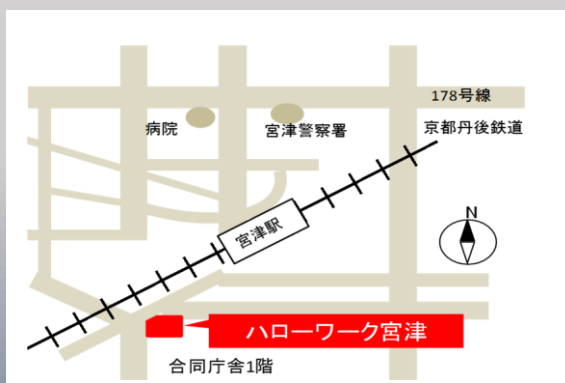 178号線
病院
宮津警察署
京都丹後鉄道
N
宮津駅
ハローワーク宮津
合同庁舎1階